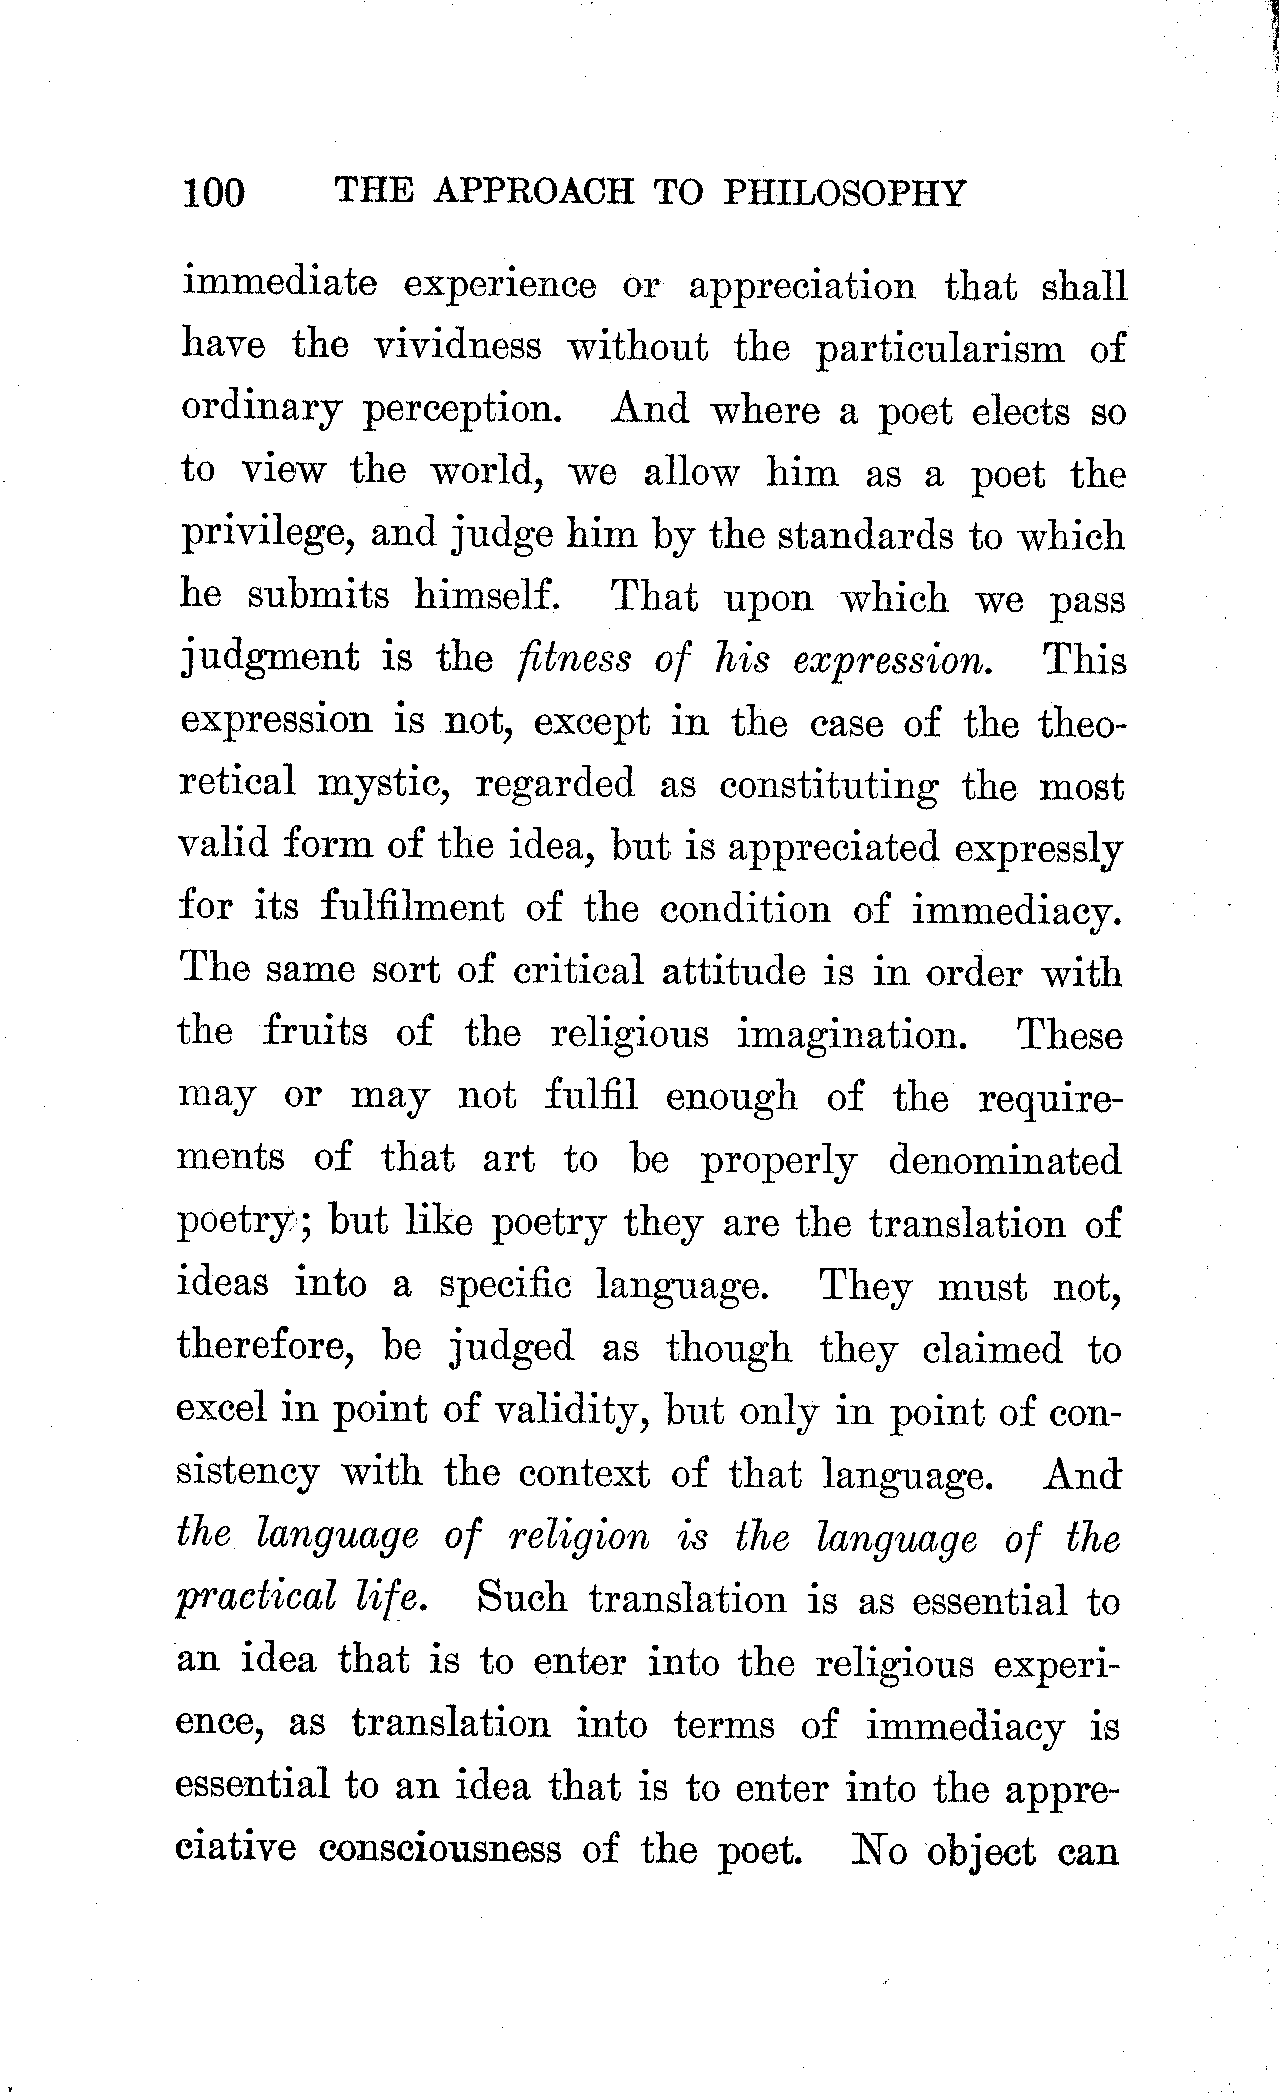 100 THE APPROACH TO PHILOSOPHY
immediate experience or appreciation that shall
have the vividness without the particularism of
ordinary perception. And where a poet elects so
to view the world, we allow him as a poet the
privilege, and judge him by the standards to which
he submits himself. That upon which we pass
judgment is the fitness of his expression. This
expression is not, except in the case of the theo-
retical mystic, regarded as constituting the most
valid form of the idea, but is appreciated expressly
for its fulfilment of the condition of immediacy.
The same sort of critical attitude is in order with
the fruits of the religious imagination. These
may or may not fulfil enough of the require-
ments of that art to be properly denominated
poetry; but like poetry they are the translation of
ideas into a specific language. They must not,
therefore, be judged as though they claimed to
excel in point of validity, but only in point of con-
sistency with the context of that language. And
the language of religion is the language of the
practical life. Such translation is as essential to
an idea that is to enter into the religious experi-
ence, as translation into terms of immediacy is
essential to an idea that is to enter into the appre-
ciative consciousness of the poet. No object can